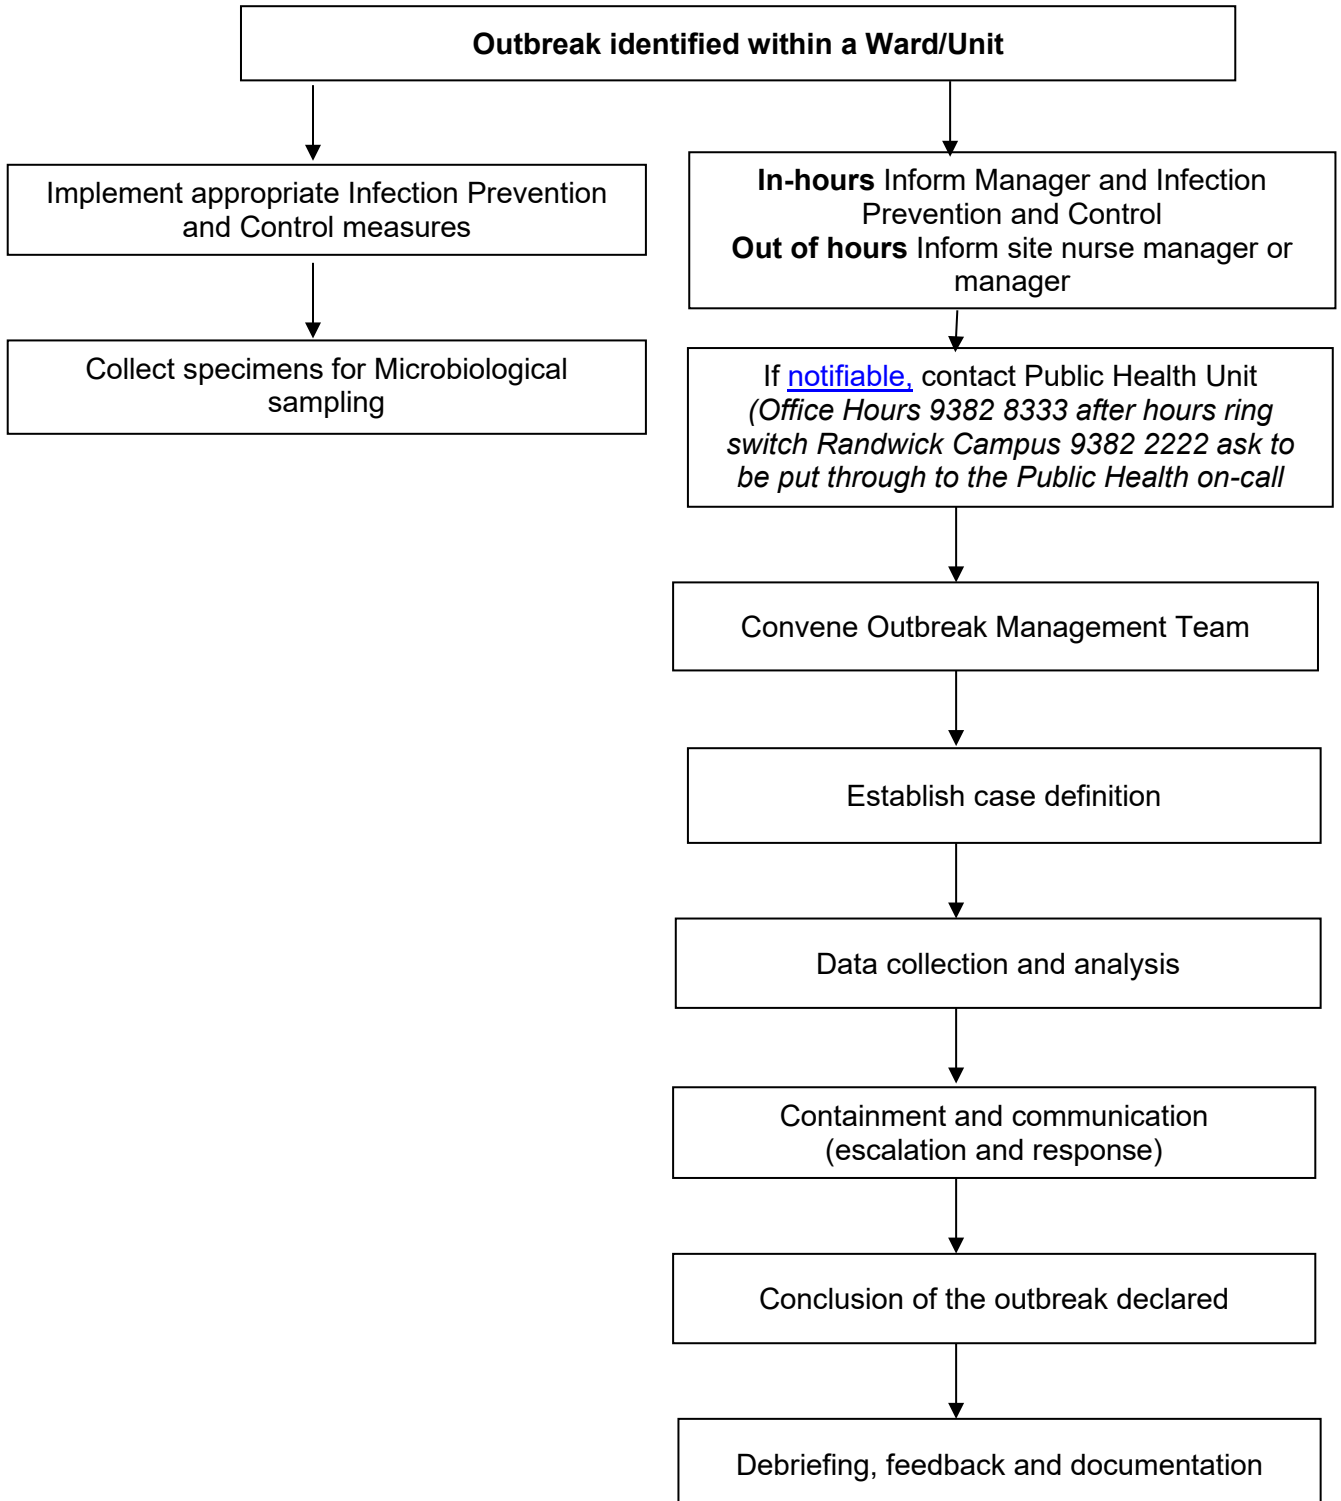 Outbreak identified within a Ward/Unit
Implement appropriate Infection Prevention
and Control measures
Collect specimens for Microbiological
sampling
In-hours Inform Manager and Infection
Prevention and Control
Out of hours Inform site nurse manager or
manager
If notifiable, contact Public Health Unit
(Office Hours 9382 8333 after hours ring
switch Randwick Campus 9382 2222 ask to
be put through to the Public Health on-call
Convene Outbreak Management Team
Establish case definition
Data collection and analysis
Containment and communication
(escalation and response)
Conclusion of the outbreak declared
Debriefing, feedback and documentation